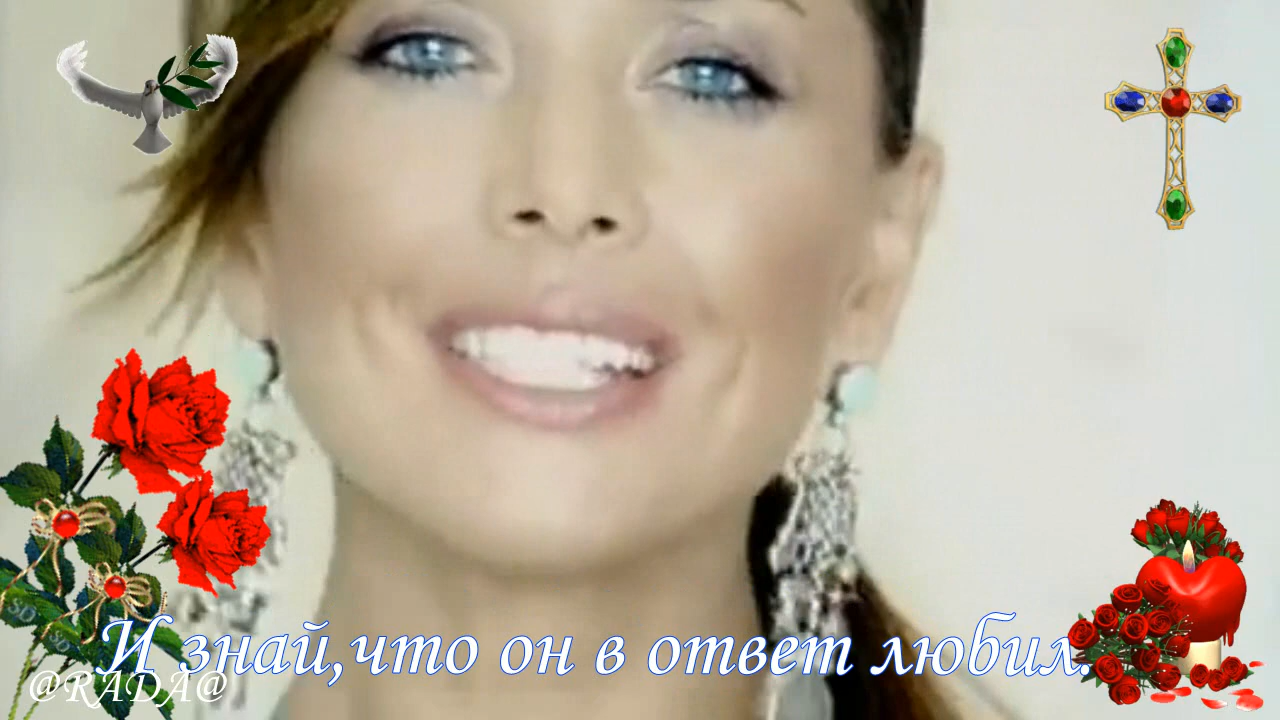 И знай,что он в ответ любил.
@RADA@